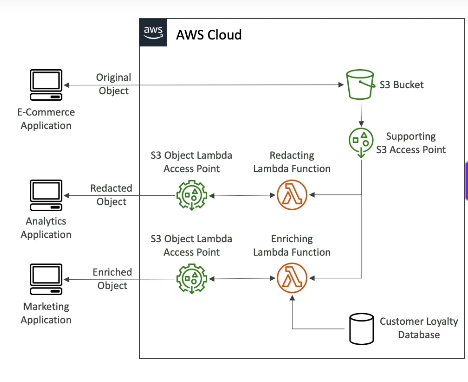 aws
AWS Cloud
Original
Object
E-Commerce
Application
S3 Bucket
Supporting
S3 Access Point
S3 Object Lambda
Access Point
Redacting
Lambda Function
Redacted
Object
Analytics
Application
S3 Object Lambda
Access Point
Enriching
Lambda Function
Enriched
Object
Marketing
Application
Customer Loyalty
Database